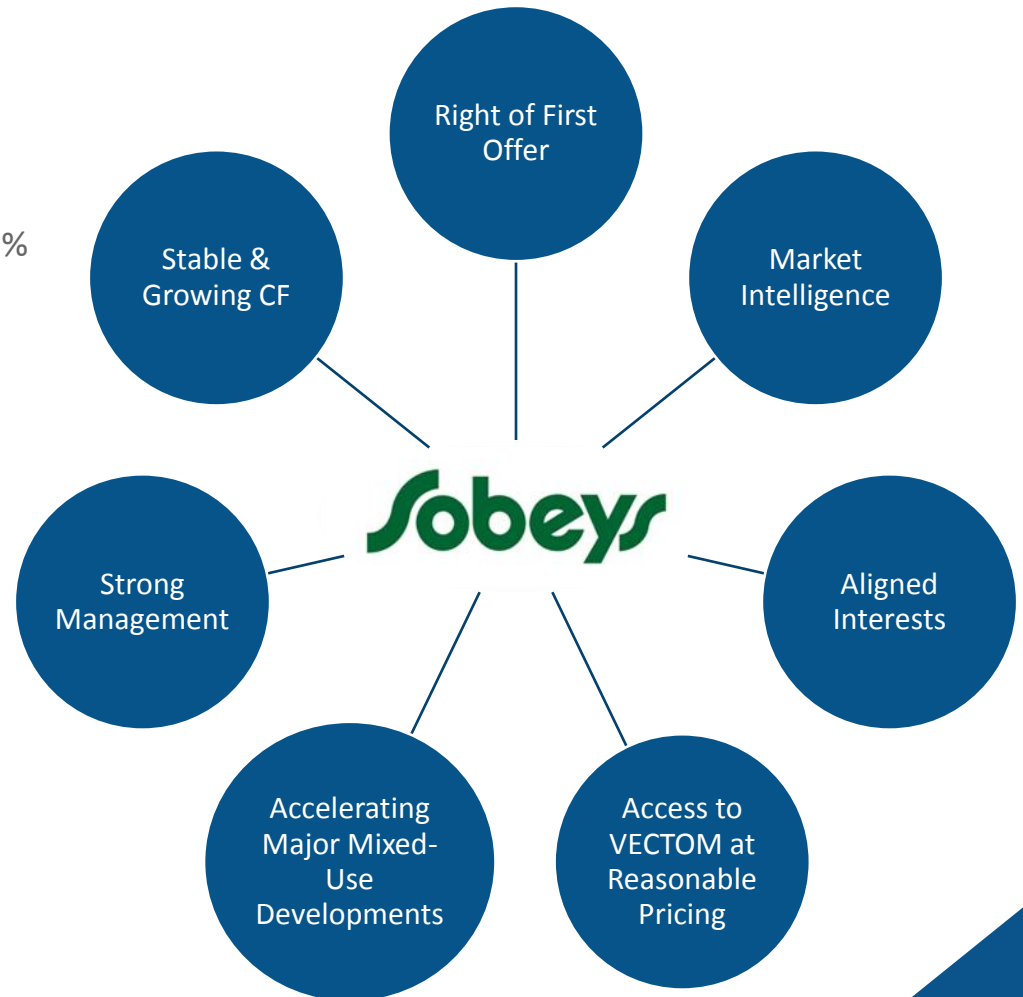 Right of First
Offer
%
Stable &
Growing CF
Market
Intelligence
Sobeys
Strong
Management
Aligned
Interests
Accelerating
Major Mixed-
Use
Developments
Access to
VECTOM at
Reasonable
Pricing